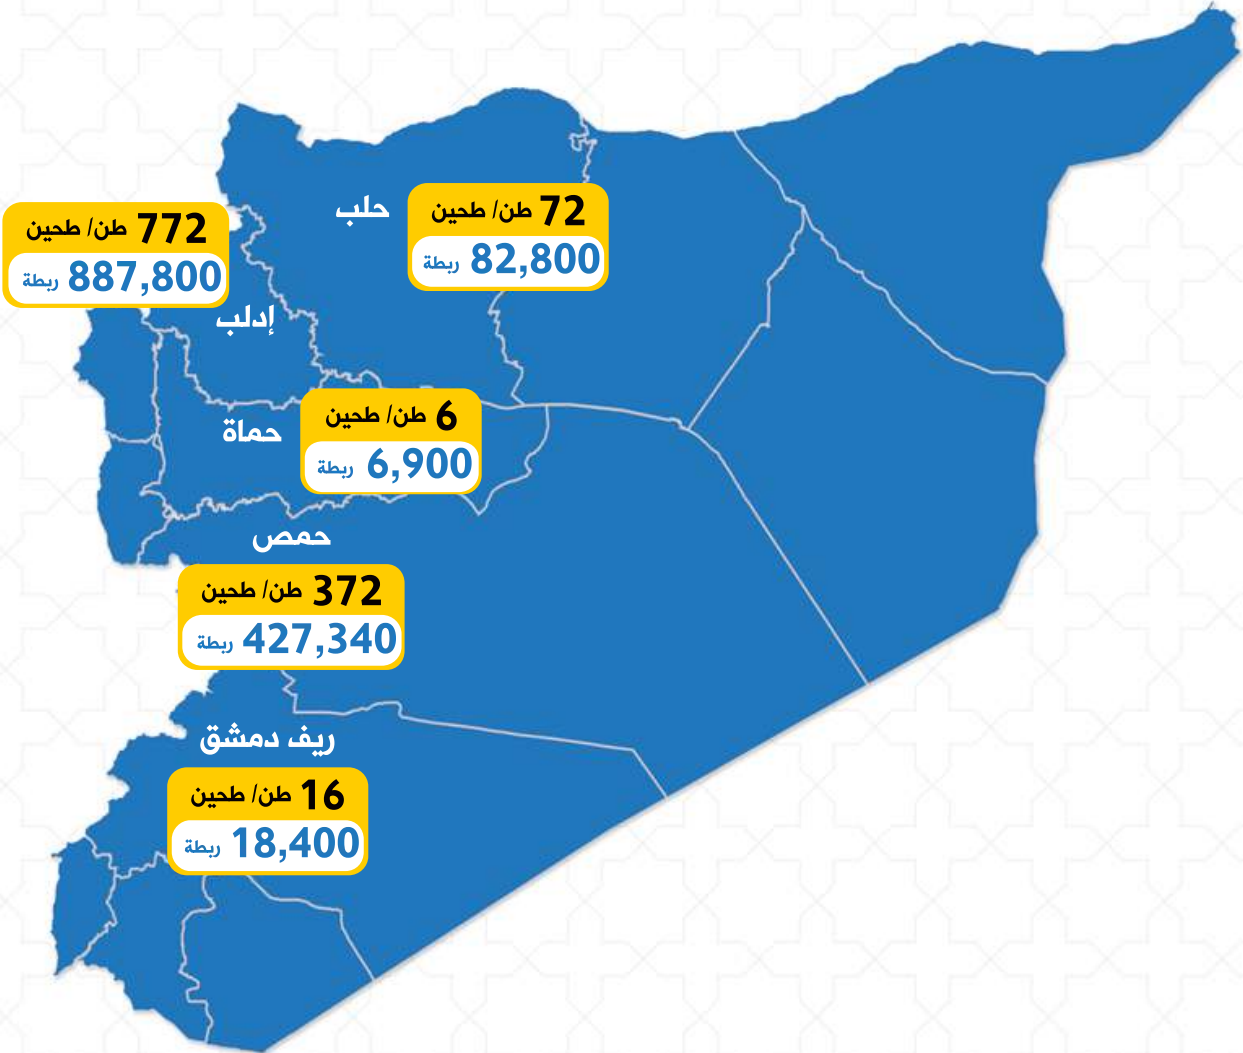 حلب
72 طن/ طحين
82,800 ربطة
772 طن/ طحين
887,800 ربطة
إدلب
حماة
6 طن/ طحين
6,900 ربطة
حمص
372 طن/ طحين
427,340 ربطة
ريف دمشق
16 طن/ طحين
18,400 ربطة